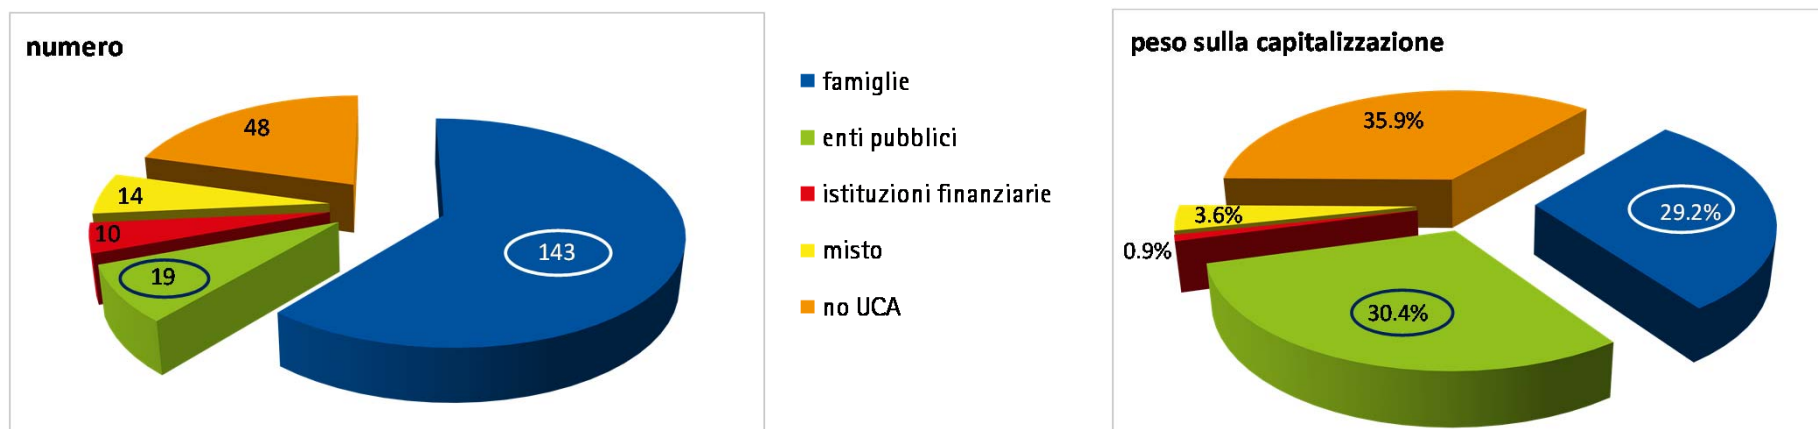 numero
48
14
10
19
143
famiglie
enti pubblici
istituzioni finanziarie
misto
no UCA
peso sulla capitalizzazione
35.9%
29.2%
3.6%
0.9%
30.4%